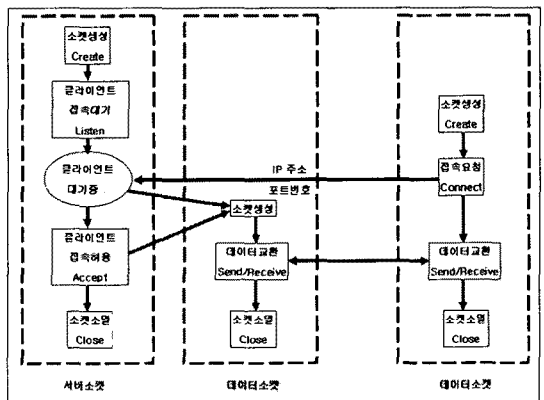 소켓생성
Create
클라이언트
접속대기
Listen
클라이언트
대기중
클라이언트
접속허용
Accept
소켓소멸
Close
서버소켓
IP 주소
포트번호
소켓생성
데이터교환
Send/Receive
소켓소멸
Close
데이터소켓
소켓생성
Create
접속요청
Connect
데이터교환
Send/Receive
소켓소멸
Close
데이터소켓